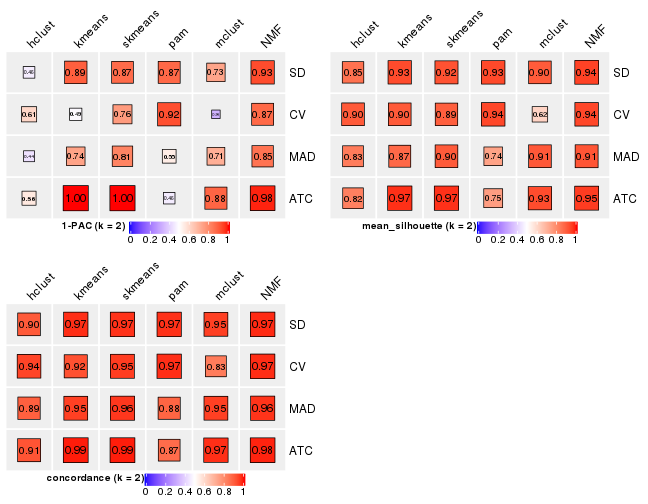 hclust kmeans skmeans pam mclust NMF
0.89 0.87 0.87 0.73 0.93 SD
0.61 0.49 0.76 0.92 0.87 CV
0.44 0.74 0.81 0.55 0.71 0.85 MAD
0.56 1.00 1.00 0.88 0.98 ATC
1-PAC (k = 2)
0 0.2 0.4 0.6 0.8 1
hclust kmeans skmeans pam mclust NMF
0.85 0.93 0.92 0.93 0.90 0.94 SD
0.90 0.90 0.89 0.94 0.62 0.94 CV
0.83 0.87 0.90 0.74 0.91 0.91 MAD
0.82 0.97 0.97 0.75 0.93 0.95 ATC
mean_silhouette (k = 2)
0 0.2 0.4 0.6 0.8 1
hclust kmeans skmeans pam mclust NMF
0.90 0.97 0.97 0.97 0.95 0.97 SD
0.94 0.92 0.95 0.97 0.83 0.97 CV
0.89 0.95 0.96 0.88 0.95 0.96 MAD
0.91 0.99 0.99 0.87 0.97 0.98 ATC
concordance (k = 2)
0 0.2 0.4 0.6 0.8 1